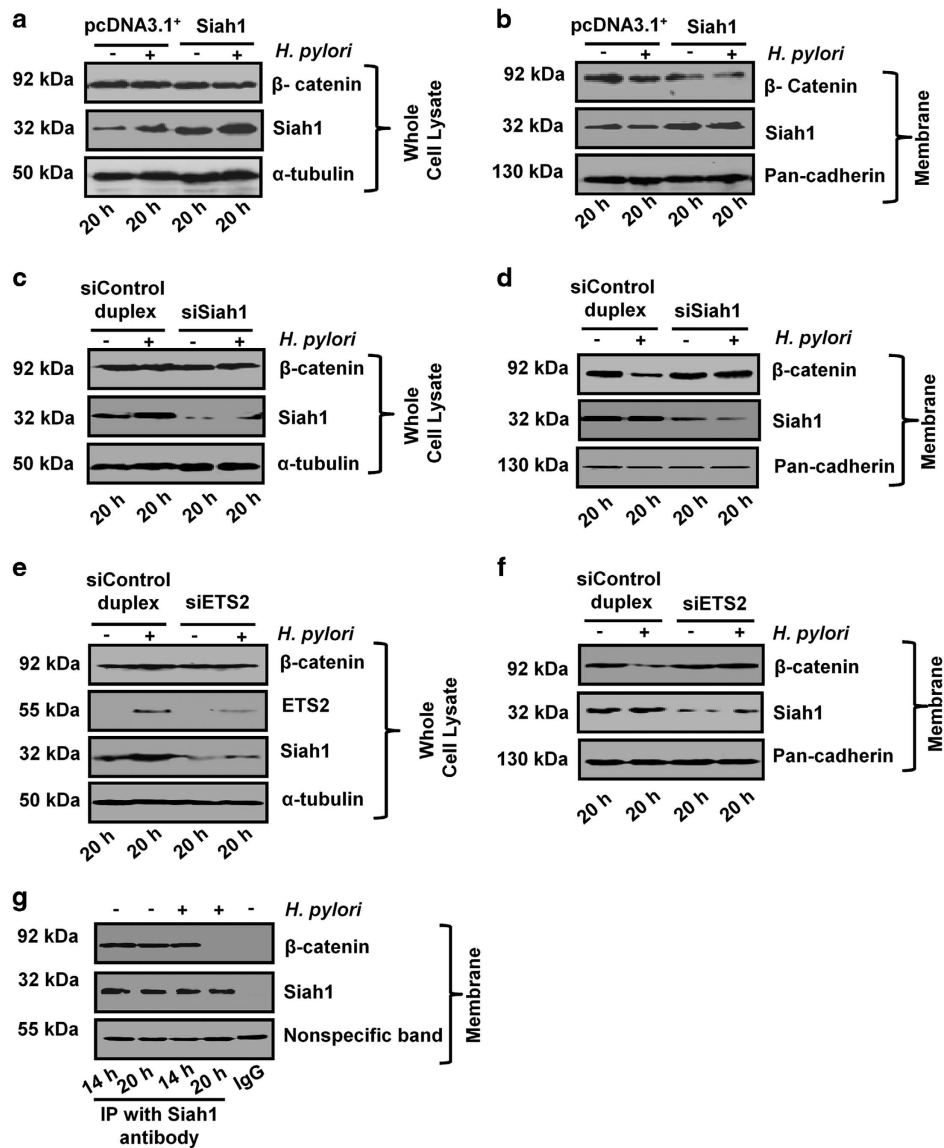 a
pcDNA3.1+ Siah1
- + - + H. pylori
92 kDa β- catenin
32 kDa Siah1
50 kDa α-tubulin
20 h 20 h 20 h 20 h
Whole
Cell Lysate
b
pcDNA3.1+ Siah1
- + - + H. pylori
92 kDa β- Catenin
32 kDa Siah1
130 kDa Pan-cadherin
20 h 20 h 20 h 20 h
Membrane
c
siControl
duplex siSiah1
- + - + H. pylori
92 kDa β-catenin
32 kDa Siah1
50 kDa α-tubulin
20 h 20 h 20 h 20 h
Whole
Cell Lysate
d
siControl
duplex siSiah1
- + - + H. pylori
92 kDa β-catenin
32 kDa Siah1
130 kDa Pan-cadherin
20 h 20 h 20 h 20 h
Membrane
e
siControl
duplex siETS2
- + - + H. pylori
92 kDa β-catenin
55 kDa ETS2
32 kDa Siah1
50 kDa α-tubulin
20 h 20 h 20 h 20 h
Whole
Cell Lysate
f
siControl
duplex siETS2
- + - + H. pylori
92 kDa β-catenin
32 kDa Siah1
130 kDa Pan-cadherin
20 h 20 h 20 h 20 h
Membrane
g
- - + + - H. pylori
92 kDa β-catenin
32 kDa Siah1
55 kDa Nonspecific band
14 h 20 h 14 h 20 h IgG
IP with Siah1
antibody
Membrane